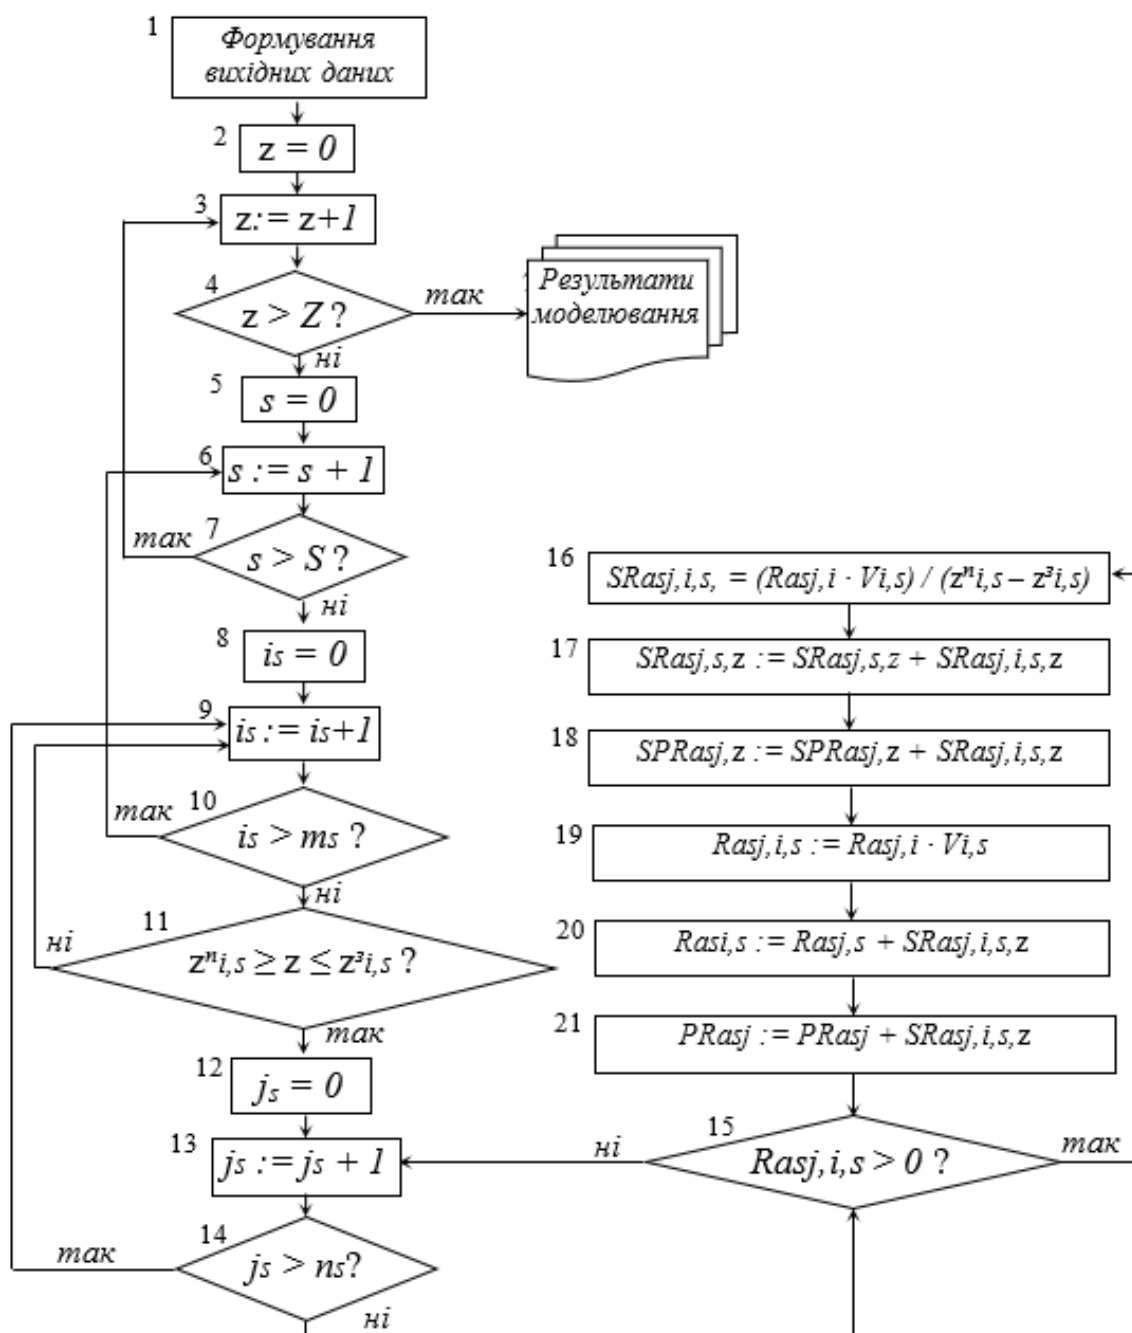 1
Формування
вихідних даних
2
z = 0
3
z:= z+1
4
z > Z ?
так
Результати
моделювання
ні
5
s = 0
6
s := s + 1
7
так
s > S ?
ні
8
is = 0
9
is := is+1
10
так
is > ms ?
ні
11
ні
zⁿi,s ≥ z ≤ zᶾi,s ?
так
12
js = 0
13
js := js + 1
14
так
js > ns?
ні
16
SRasj,i,s, = (Rasj,i · Vi,s) / (zⁿi,s – zᶾi,s)
17
SRasj,s,z := SRasj,s,z + SRasj,i,s,z
18
SPRasj,z := SPRasj,z + SRasj,i,s,z
19
Rasj,i,s := Rasj,i · Vi,s
20
Rasi,s := Rasj,s + SRasj,i,s,z
21
PRasj := PRasj + SRasj,i,s,z
15
ні
Rasj,i,s > 0 ?
так